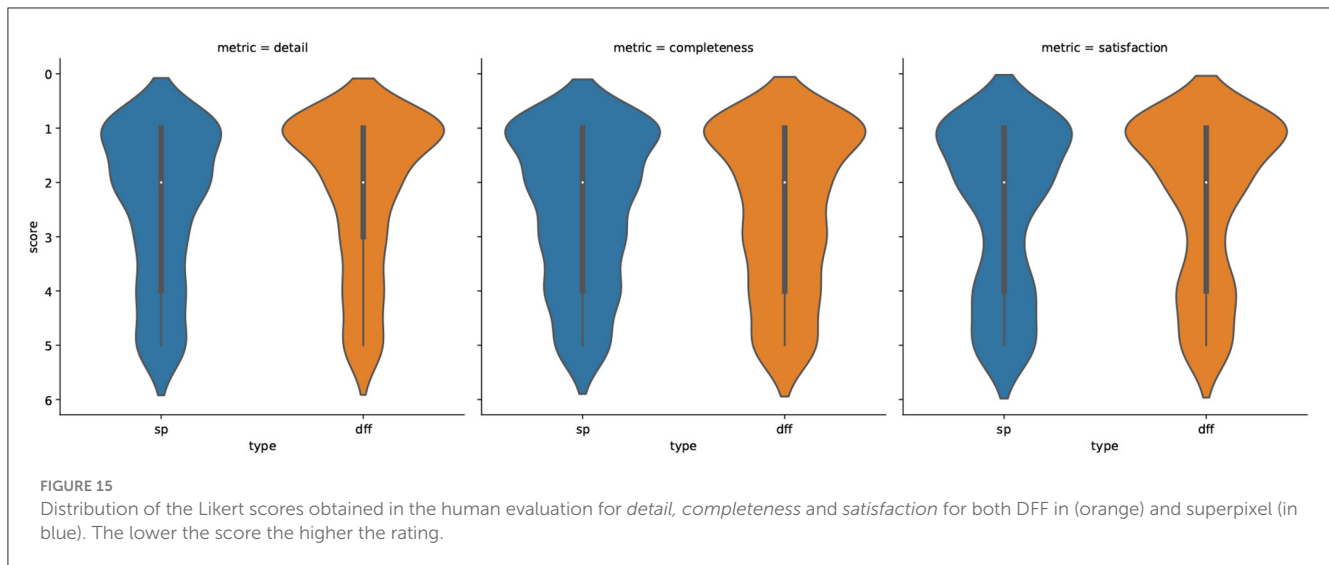 metric = detail
metric = completeness
metric = satisfaction
0
1
2
3
4
5
6
score
sp
dff
type
sp
dff
type
sp
dff
type
FIGURE 15
Distribution of the Likert scores obtained in the human evaluation for detail, completeness and satisfaction for both DFF in (orange) and superpixel (in
blue). The lower the score the higher the rating.